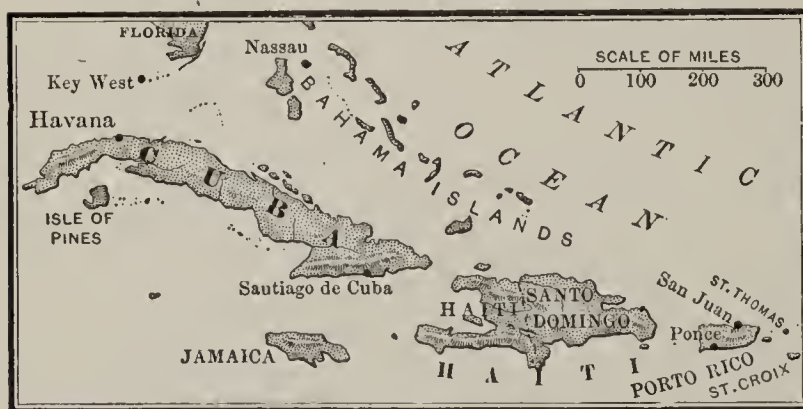 FLORIDA
Nassau
ATLANTIC
OCEAN
SCALE OF MILES
0 100 200 300
Key West
BAHAMA ISLANDS
Havana
CUBA
ISLE OF
PINES
Sautiago de Cuba
HAITI
SANTO
DOMINGO
San Juan
ST. THOMAS
Ponce
JAMAICA
HAITI
PORTO RICO
ST. CROIX